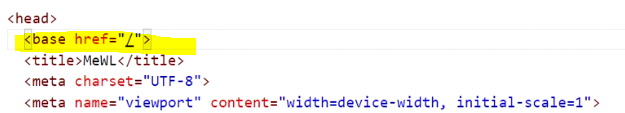 <head>
<base href="/">
<title>MeWL</title>
<meta charset="UTF-8">
<meta name="viewport" content="width=device-width, initial-scale=1">